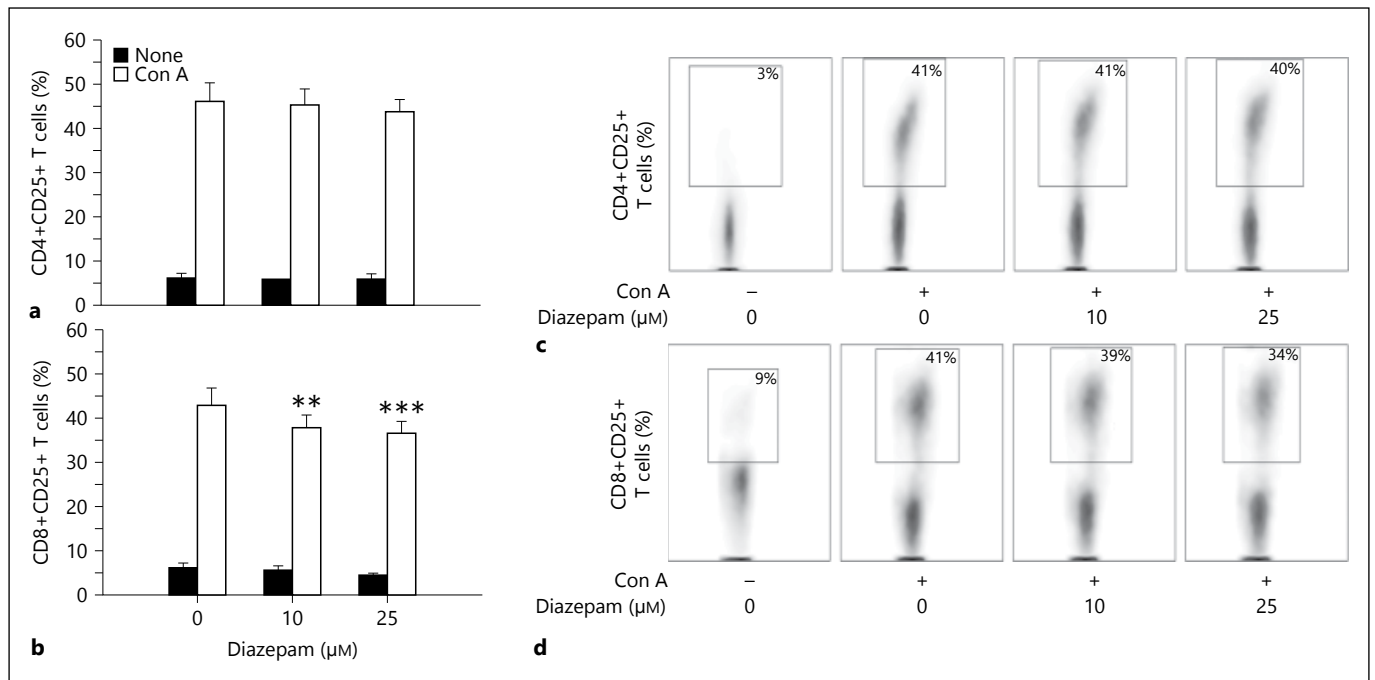 60
50
40
30
20
10
0
CD4+CD25+ T cells (%)
None
Con A
a
60
50
40
30
20
10
0
CD8+CD25+ T cells (%)
**
***
0 10 25
Diazepam (µM)
b
CD4+CD25+
T cells (%)
3% 41% 41% 40%
Con A – + + +
Diazepam (µM) 0 0 10 25
c
CD8+CD25+
T cells (%)
9% 41% 39% 34%
Con A – + + +
Diazepam (µM) 0 0 10 25
d